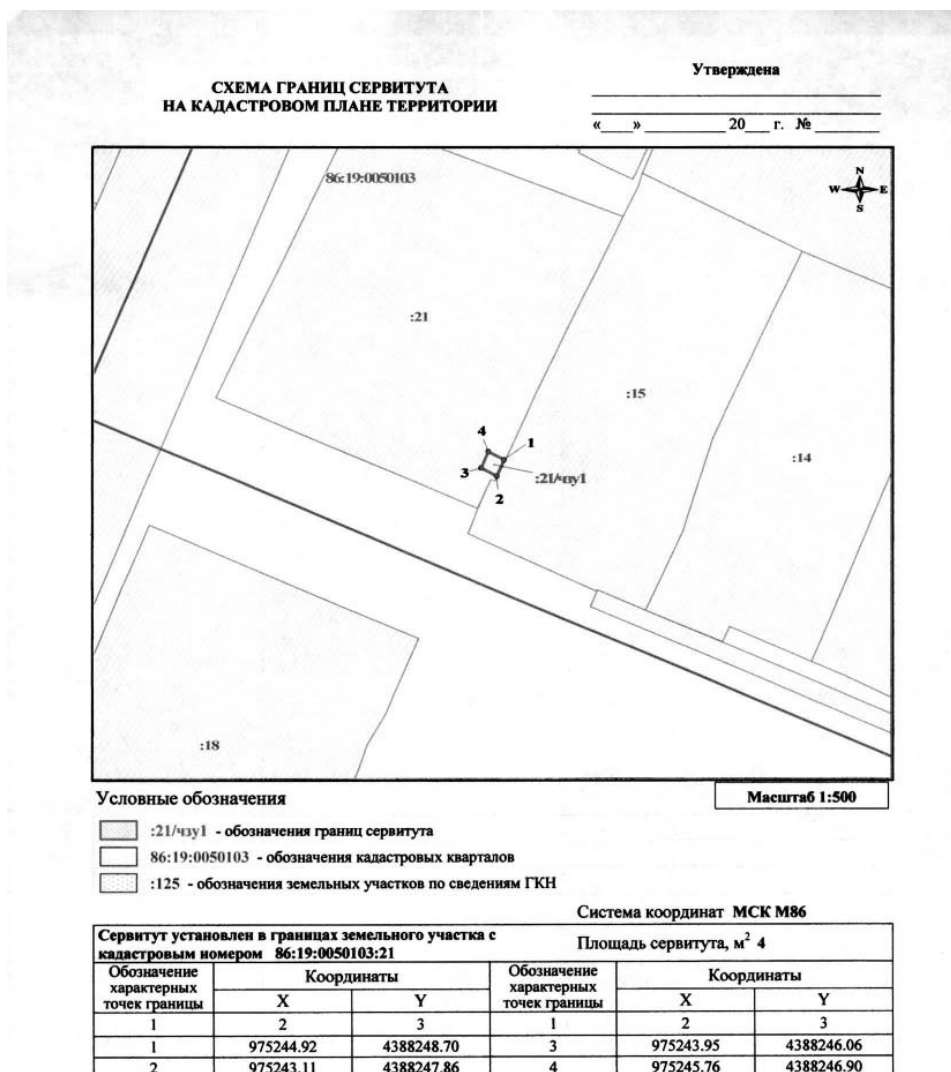 Утверждена
СХЕМА ГРАНИЦ СЕРВИТУТА
НА КАДАСТРОВОМ ПЛАНЕ ТЕРРИТОРИИ
«____» __________ 20___ г. № ________
86:19:0050103
N
W E
S
:21
:15
4
1
:14
3
:21/чзу1
2
:18
Условные обозначения
Масштаб 1:500
:21/чзу1 - обозначения границ сервитута
86:19:0050103 - обозначения кадастровых кварталов
:125 - обозначения земельных участков по сведениям ГКН
Система координат МСК М86
Сервитут установлен в границах земельного участка с
кадастровым номером 86:19:0050103:21
Площадь сервитута, м² 4
Обозначение
характерных
точек границы
Координаты
Обозначение
характерных
точек границы
Координаты
X Y X Y
1 2 3 1 2 3
1 975244.92 4388248.70 3 975243.95 4388246.06
2 975243.11 4388247.86 4 975245.76 4388246.90